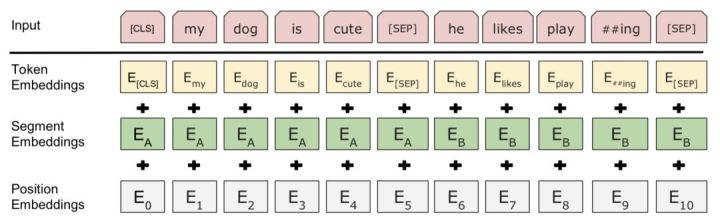 Input [CLS] my dog is cute [SEP] he likes play ##ing [SEP]
Token Embeddings E[CLS] Emy Edog Eis Ecute E[SEP] Ehe Elikes Eplay E##ing E[SEP]
+ + + + + + + + + + +
Segment Embeddings EA EA EA EA EA EA EB EB EB EB EB
+ + + + + + + + + + +
Position Embeddings E0 E1 E2 E3 E4 E5 E6 E7 E8 E9 E10